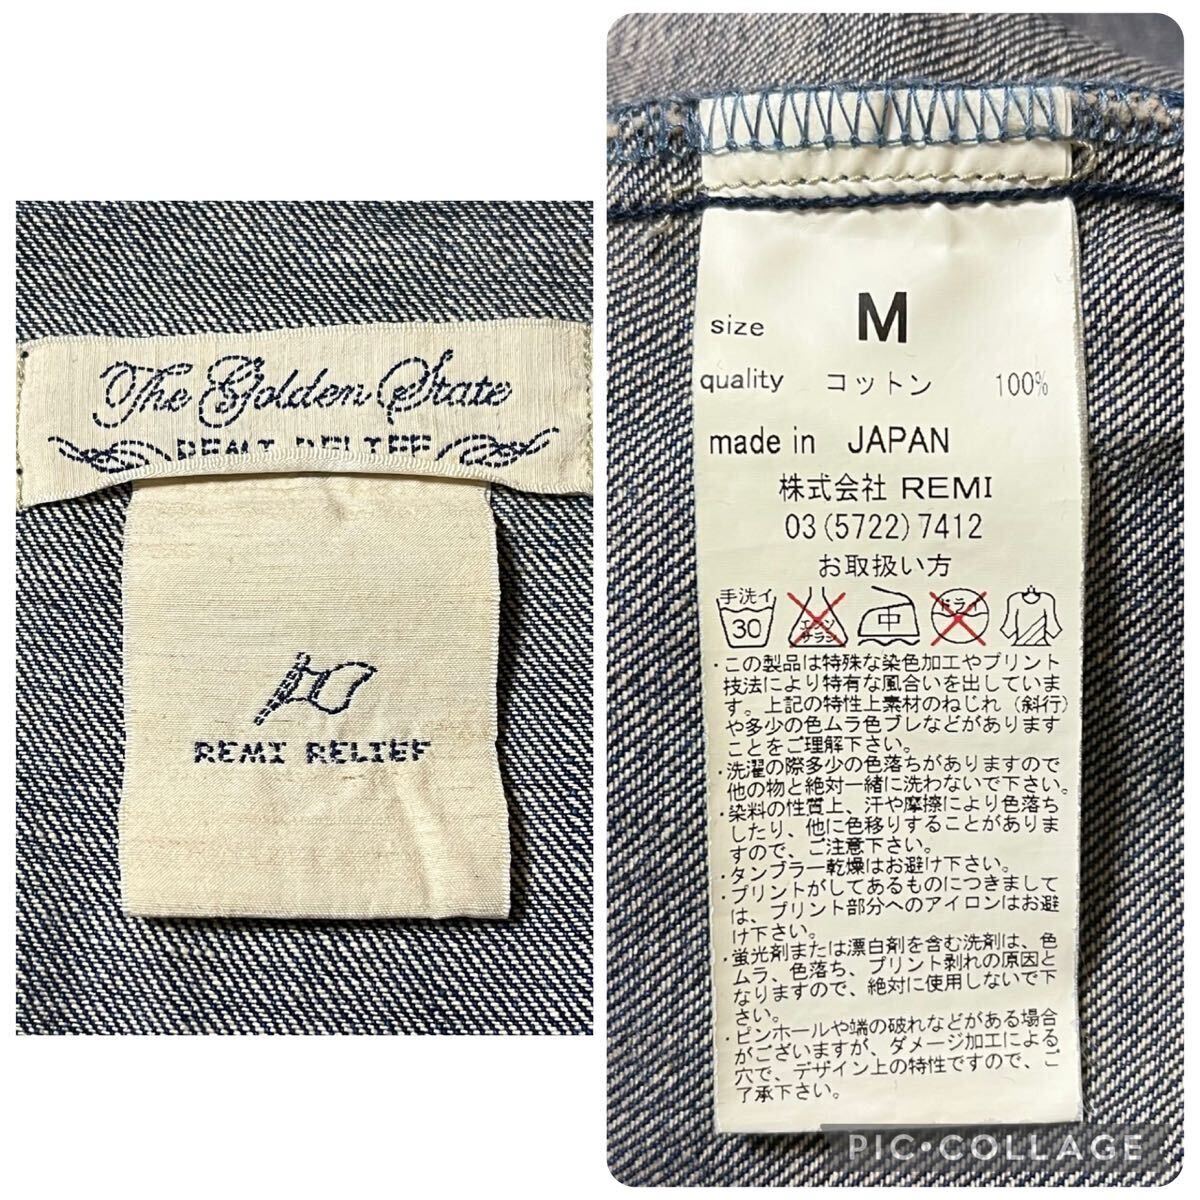 The Golden State
REMI RELIEF
REMI RELIEF
size M
quality コットン 100%
made in JAPAN
株式会社 REMI
03(5722)7412
お取扱い方
手洗イ
30
エンソ
サラシ
中
ドライ
・この製品は特殊な染色加工やプリント
技法により特有な風合いを出していま
す。上記の特性上素材のねじれ（斜行）
や多少の色ムラ色ブレなどがあります
ことをご理解下さい。
・洗濯の際多少の色落ちがありますので
他の物と絶対一緒に洗わないで下さい。
・染料の性質上、汗や摩擦により色落ち
したり、他に色移りすることがありま
すので、ご注意下さい。
・タンブラー乾燥はお避け下さい。
・プリントがしてあるものにつきまして
は、プリント部分へのアイロンはお避
け下さい。
・蛍光剤または漂白剤を含む洗剤は、色
ムラ、色落ち、プリント剥れの原因と
なりますので、絶対に使用しないで下
さい。
・ピンホールや端の破れなどがある場合
がございますが、ダメージ加工による
穴で、デザイン上の特性ですので、ご
了承下さい。
PIC•COLLAGE